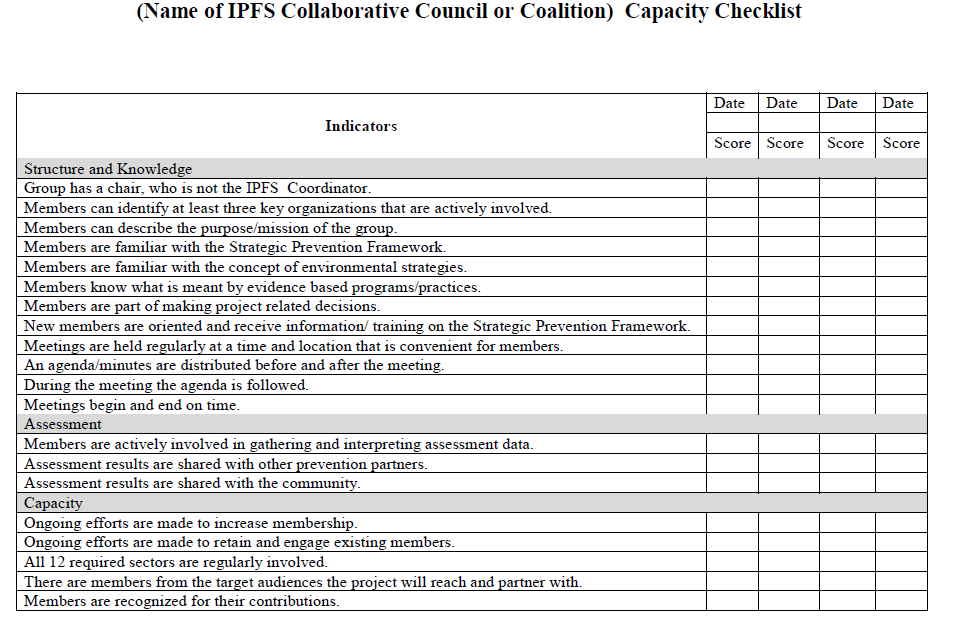 (Name of IPFS Collaborative Council or Coalition) Capacity Checklist
Indicators
Date Date Date Date
Score Score Score Score
Structure and Knowledge
Group has a chair, who is not the IPFS Coordinator.
Members can identify at least three key organizations that are actively involved.
Members can describe the purpose/mission of the group.
Members are familiar with the Strategic Prevention Framework.
Members are familiar with the concept of environmental strategies.
Members know what is meant by evidence based programs/practices.
Members are part of making project related decisions.
New members are oriented and receive information/ training on the Strategic Prevention Framework.
Meetings are held regularly at a time and location that is convenient for members.
An agenda/minutes are distributed before and after the meeting.
During the meeting the agenda is followed.
Meetings begin and end on time.
Assessment
Members are actively involved in gathering and interpreting assessment data.
Assessment results are shared with other prevention partners.
Assessment results are shared with the community.
Capacity
Ongoing efforts are made to increase membership.
Ongoing efforts are made to retain and engage existing members.
All 12 required sectors are regularly involved.
There are members from the target audiences the project will reach and partner with.
Members are recognized for their contributions.